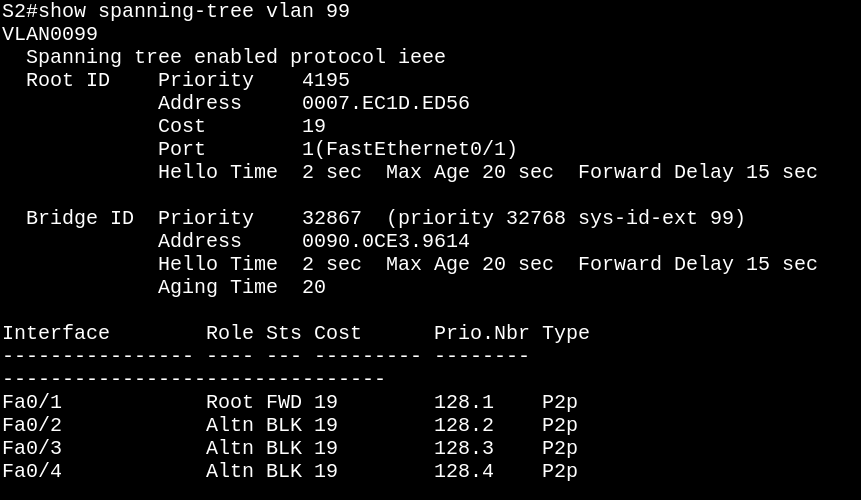 S2#show spanning-tree vlan 99
VLAN0099
  Spanning tree enabled protocol ieee
  Root ID    Priority    4195
             Address     0007.EC1D.ED56
             Cost        19
             Port        1(FastEthernet0/1)
             Hello Time  2 sec  Max Age 20 sec  Forward Delay 15 sec

  Bridge ID  Priority    32867  (priority 32768 sys-id-ext 99)
             Address     0090.0CE3.9614
             Hello Time  2 sec  Max Age 20 sec  Forward Delay 15 sec
             Aging Time  20

Interface        Role Sts Cost      Prio.Nbr Type
---------------- ---- --- --------- --------
--------------------------------
Fa0/1            Root FWD 19        128.1    P2p
Fa0/2            Altn BLK 19        128.2    P2p
Fa0/3            Altn BLK 19        128.3    P2p
Fa0/4            Altn BLK 19        128.4    P2p